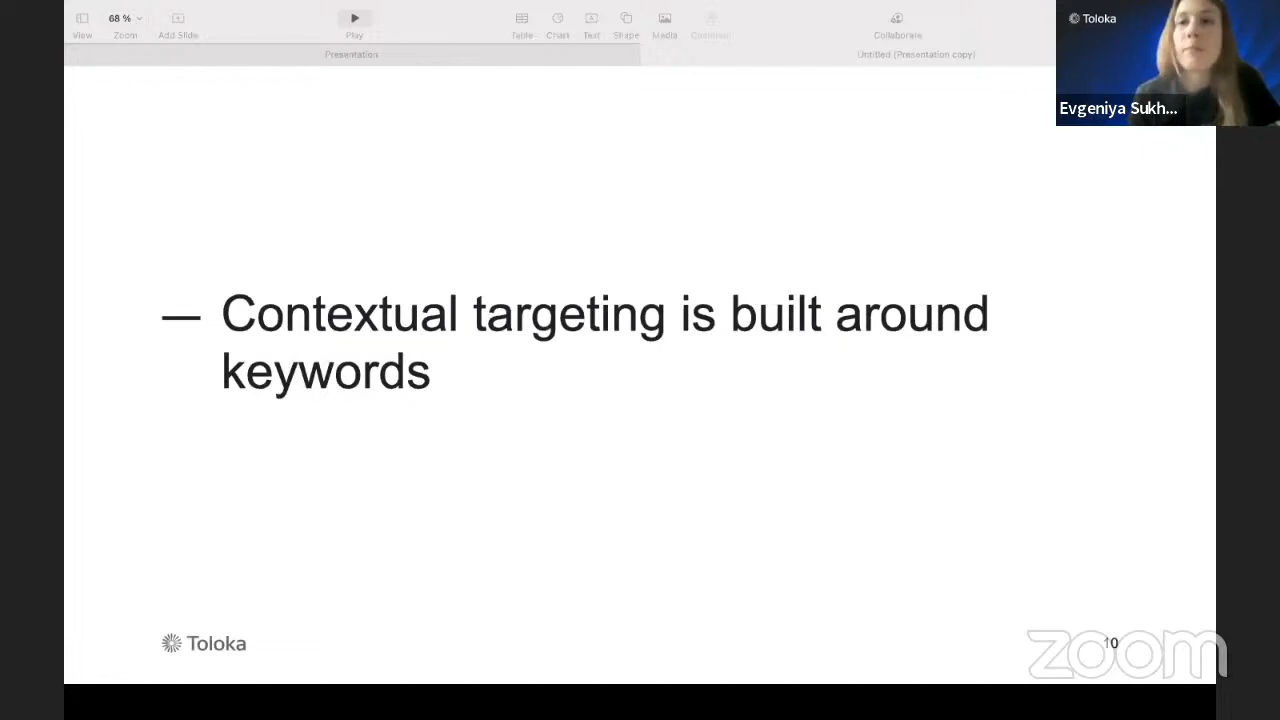 68 %
View
Zoom
Add Slide
Play
Table
Chart
Text
Shape
Media
Comment
Collaborate
Toloka
Presentation
Untitled (Presentation copy)
Evgeniya Sukh...
— Contextual targeting is built around
keywords
Toloka
10
zoom